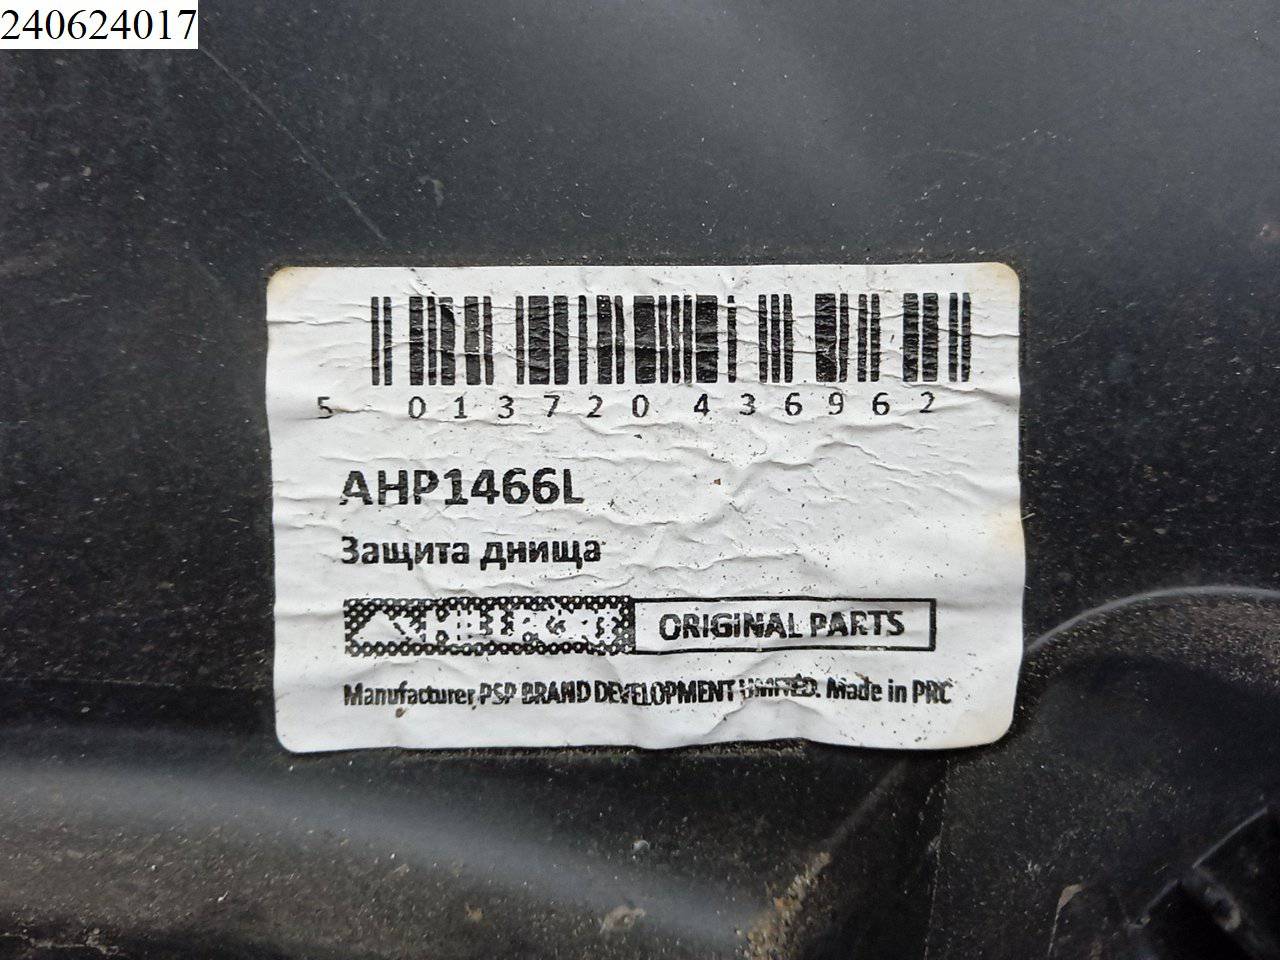 240624017
5 013720 436962
AHP1466L
Защита днища
ORIGINAL PARTS
Manufacturer PSP BRAND DEVELOPMENT LIMITED. Made in PRC